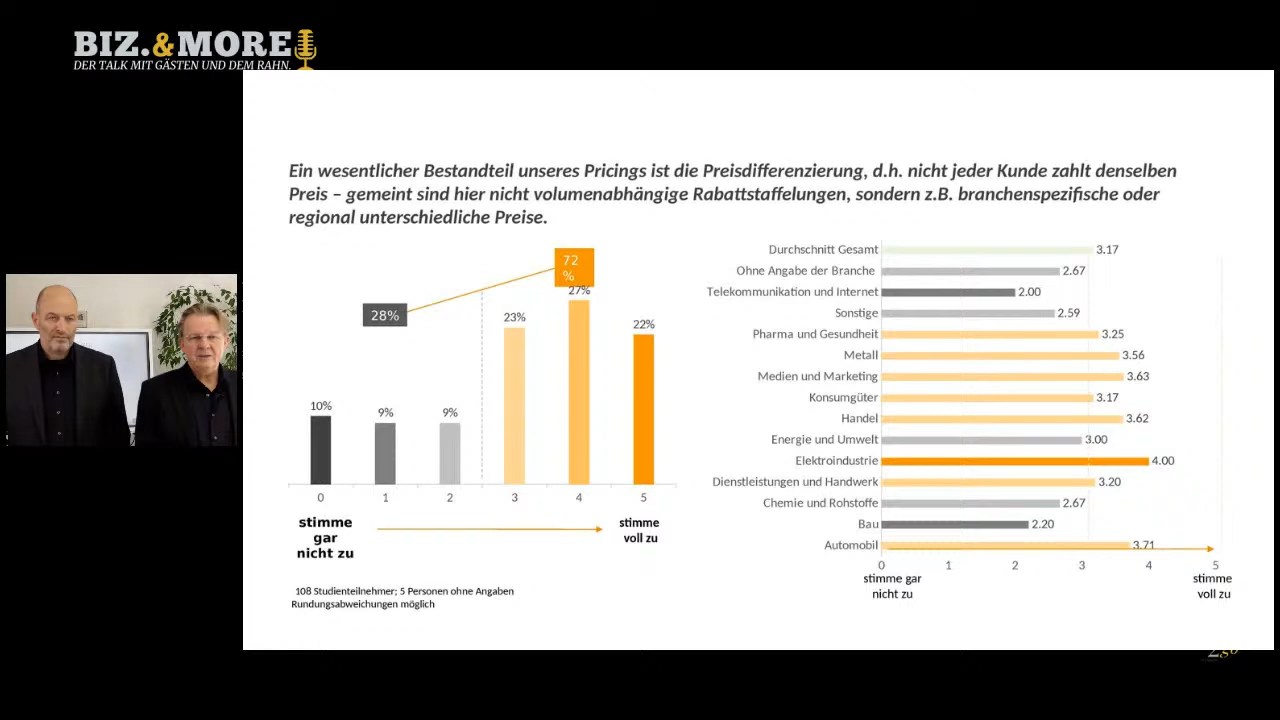 BIZ.&MORE
DER TALK MIT GÄSTEN UND DEM RAHN.
Ein wesentlicher Bestandteil unseres Pricings ist die Preisdifferenzierung, d.h. nicht jeder Kunde zahlt denselben
Preis – gemeint sind hier nicht volumenabhängige Rabattstaffelungen, sondern z.B. branchenspezifische oder
regional unterschiedliche Preise.
72
%
28%
10%
9%
9%
23%
27%
22%
0 1 2 3 4 5
stimme
gar
nicht zu
stimme
voll zu
108 Studienteilnehmer; 5 Personen ohne Angaben
Rundungsabweichungen möglich
Durchschnitt Gesamt 3.17
Ohne Angabe der Branche 2.67
Telekommunikation und Internet 2.00
Sonstige 2.59
Pharma und Gesundheit 3.25
Metall 3.56
Medien und Marketing 3.63
Konsumgüter 3.17
Handel 3.62
Energie und Umwelt 3.00
Elektroindustrie 4.00
Dienstleistungen und Handwerk 3.20
Chemie und Rohstoffe 2.67
Bau 2.20
Automobil 3.71
0 1 2 3 4 5
stimme gar
nicht zu
stimme
voll zu